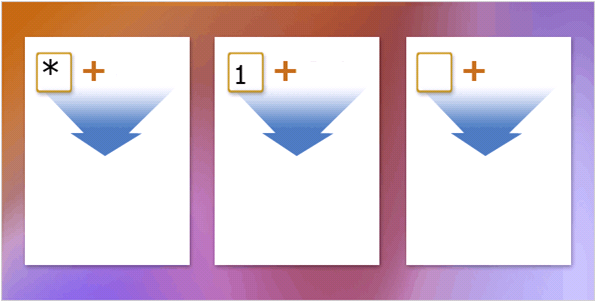 * +
1 +
+